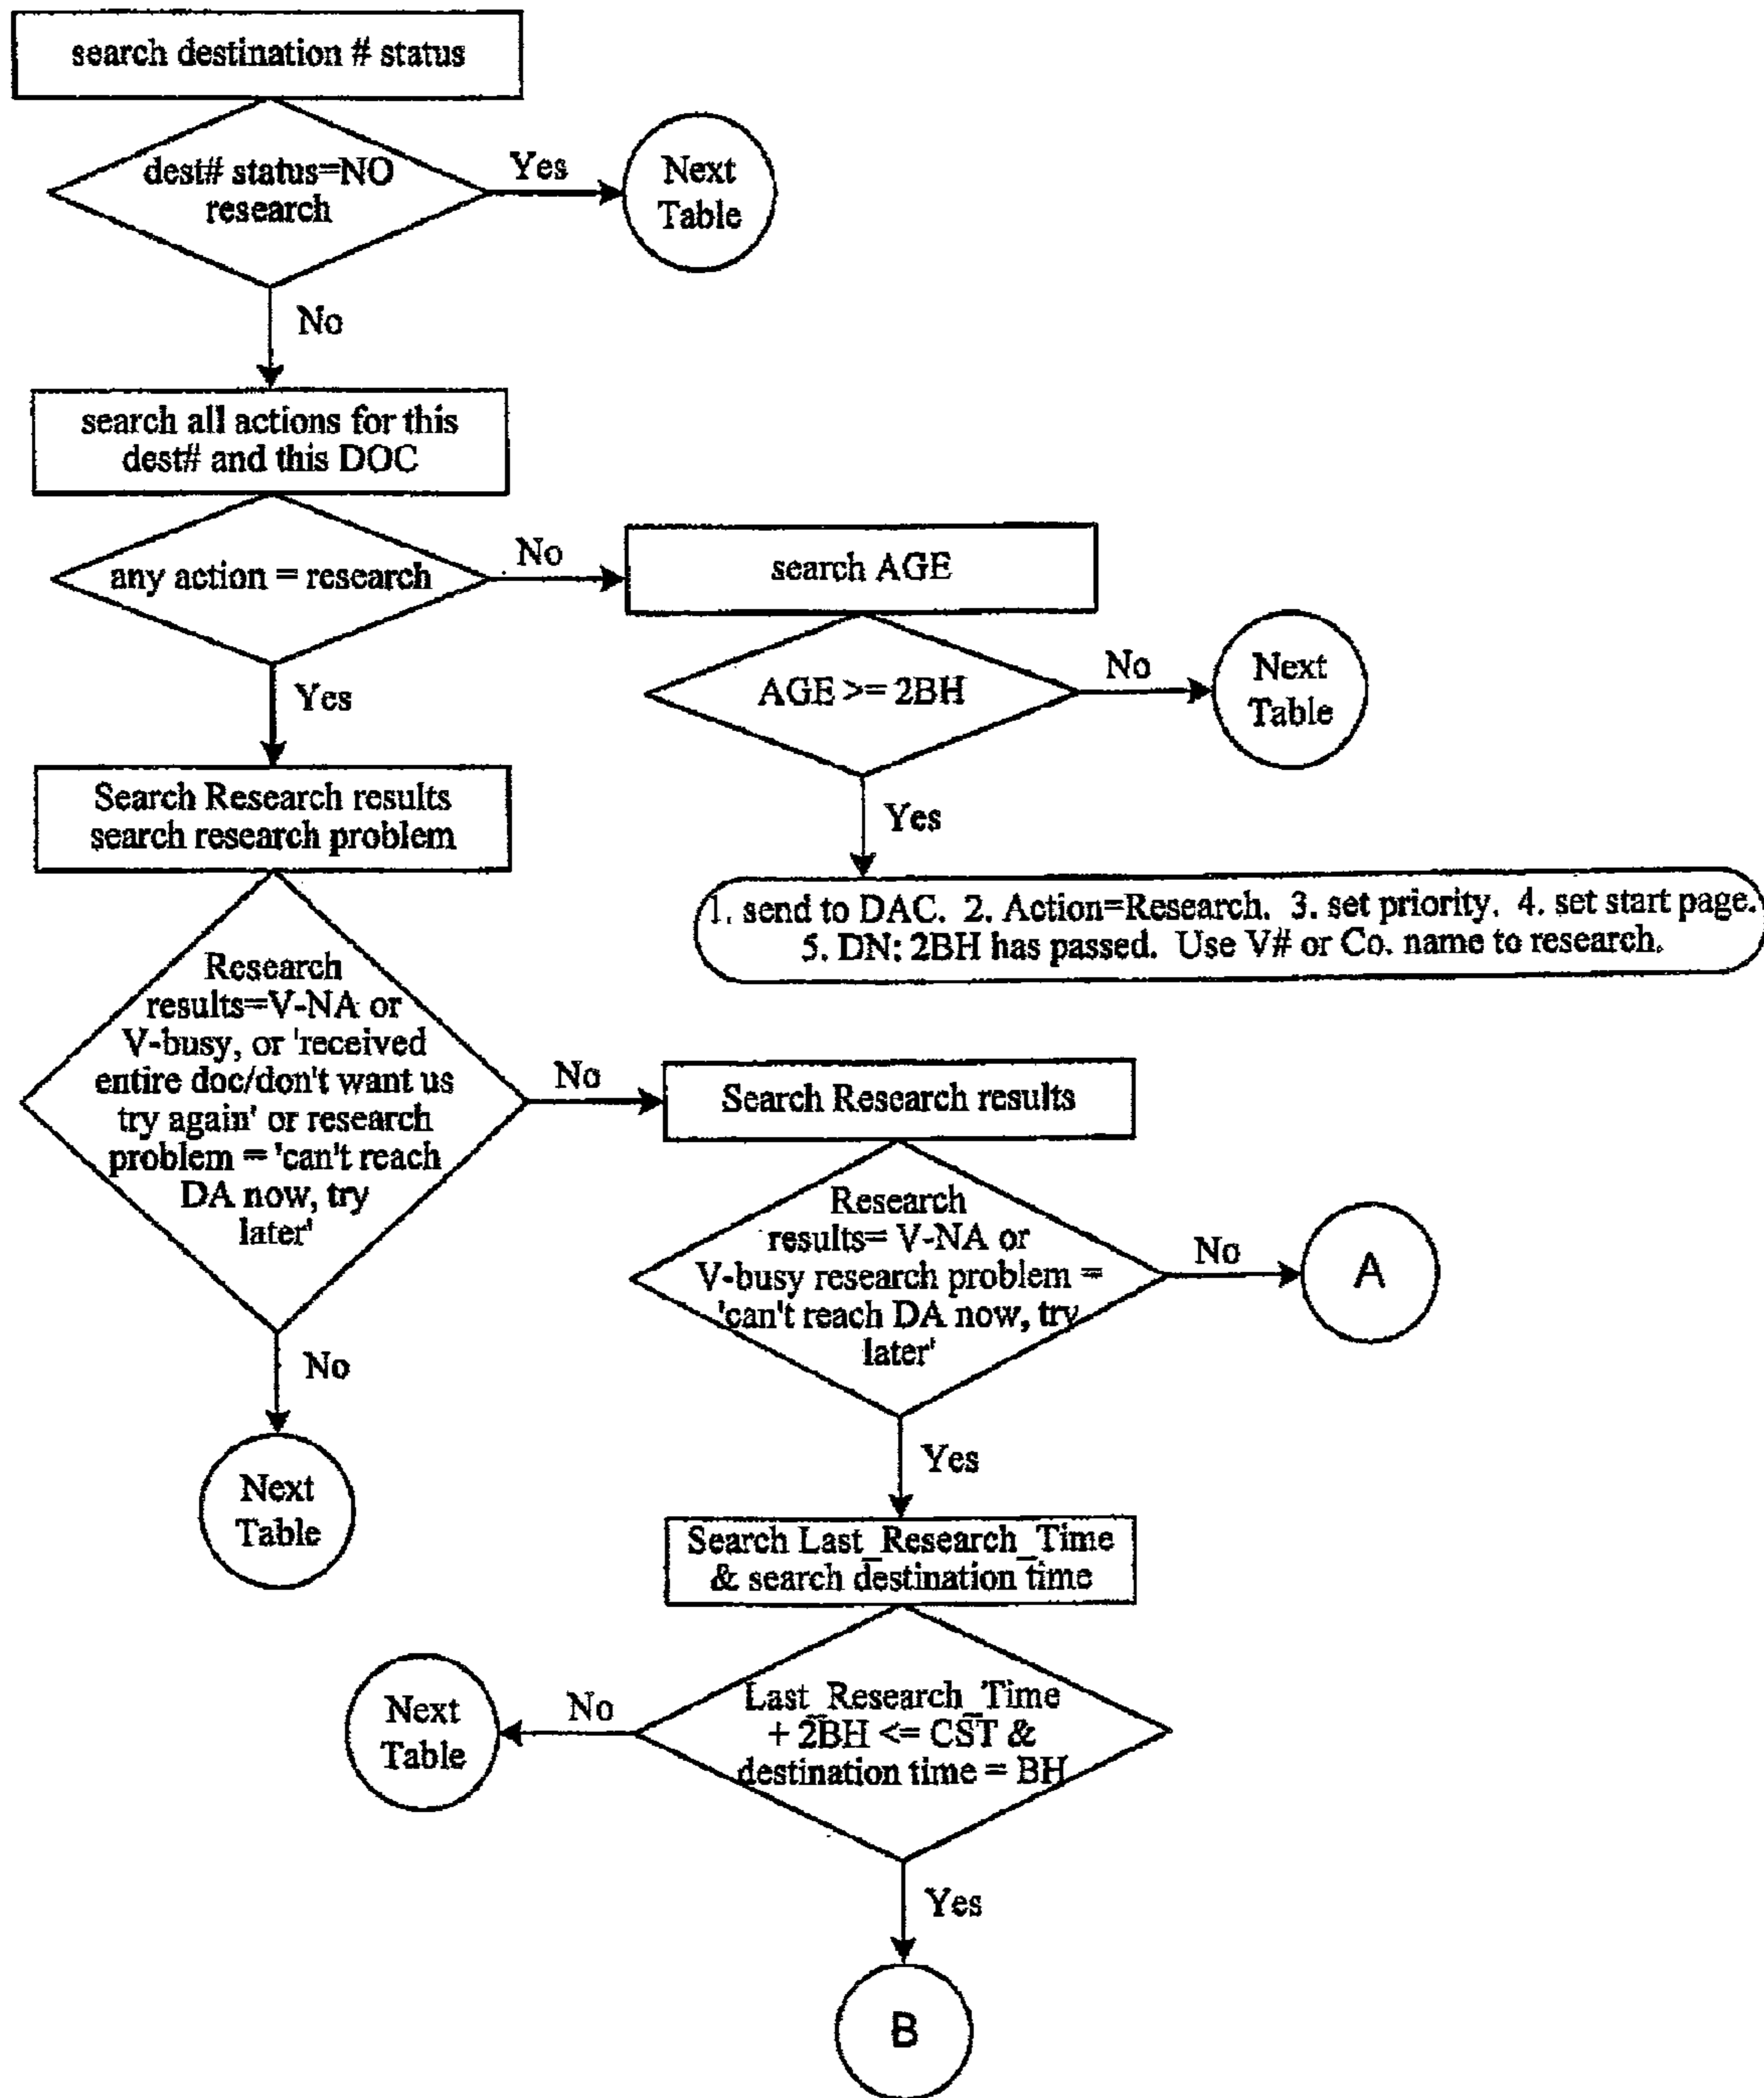 search destination # status
dest# status=NO
research
Yes
Next
Table
No
search all actions for this
dest# and this DOC
any action = research
No
search AGE
AGE >= 2BH
No
Next
Table
Yes
1. send to DAC.  2. Action=Research.  3. set priority.  4. set start page.
5. DN: 2BH has passed.  Use V# or Co. name to research.
Yes
Search Research results
search research problem
Research
results=V-NA or
V-busy, or 'received
entire doc/don't want us
try again' or research
problem = 'can't reach
DA now, try
later'
No
Next
Table
No
Search Research results
Research
results= V-NA or
V-busy research problem =
'can't reach DA now, try
later'
No
A
Yes
Search Last_Research_Time
& search destination time
Last_Research_Time
+ 2BH <= CST &
destination time = BH
No
Next
Table
Yes
B